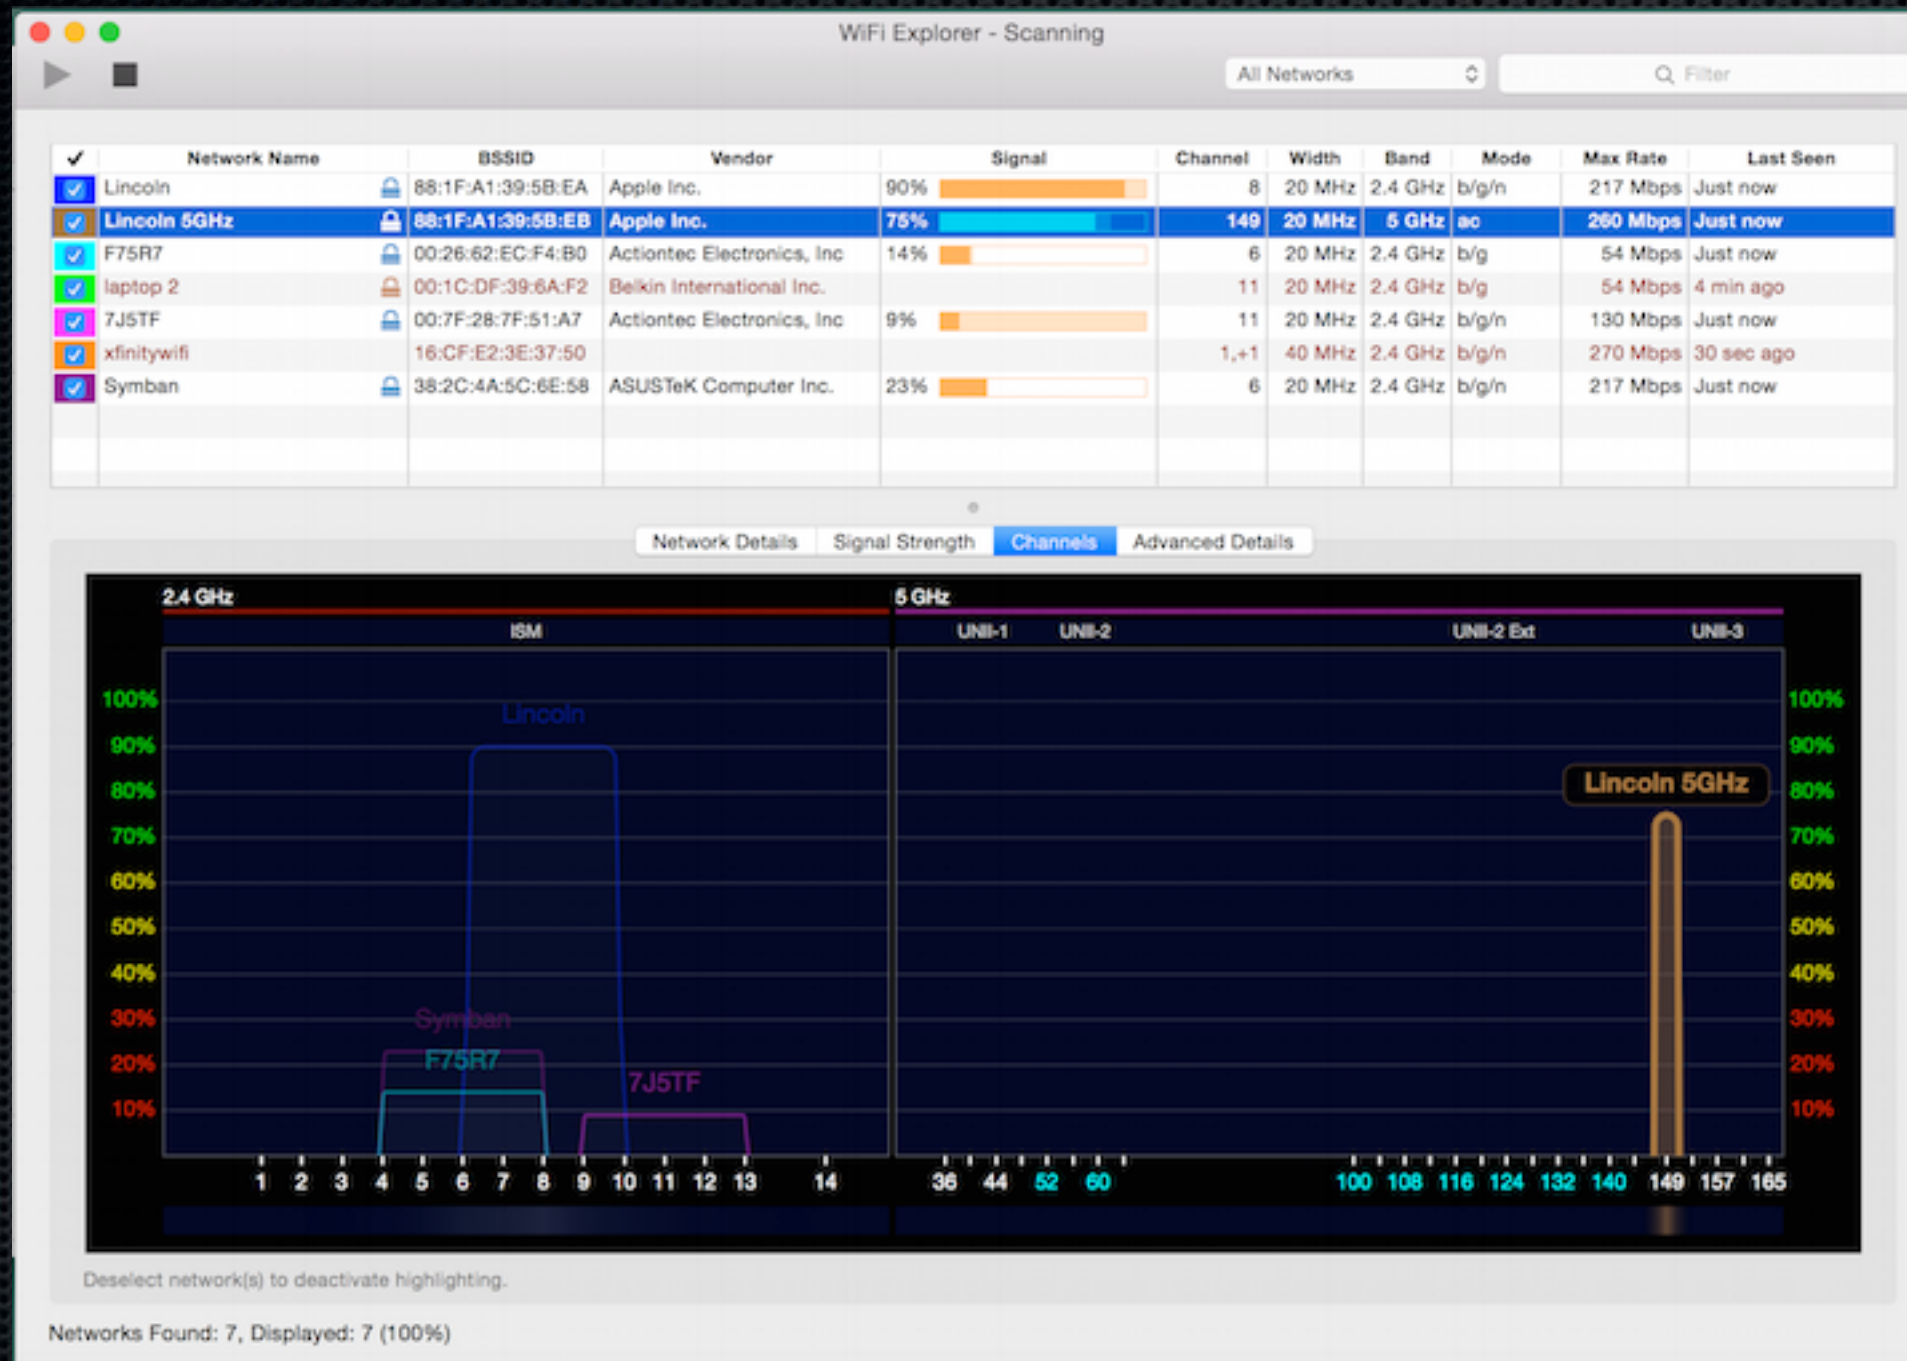 WiFi Explorer - Scanning
All Networks Filter
Network Name BSSID Vendor Signal Channel Width Band Mode Max Rate Last Seen
Lincoln 88:1F:A1:39:5B:EA Apple Inc. 90% 8 20 MHz 2.4 GHz b/g/n 217 Mbps Just now
Lincoln 5GHz 88:1F:A1:39:5B:EB Apple Inc. 75% 149 20 MHz 5 GHz ac 260 Mbps Just now
F75R7 00:26:62:EC:F4:B0 Actiontec Electronics, Inc 14% 6 20 MHz 2.4 GHz b/g 54 Mbps Just now
laptop 2 00:1C:DF:39:6A:F2 Belkin International Inc. 11 20 MHz 2.4 GHz b/g 54 Mbps 4 min ago
7J5TF 00:7F:28:7F:51:A7 Actiontec Electronics, Inc 9% 11 20 MHz 2.4 GHz b/g/n 130 Mbps Just now
xfinitywifi 16:CF:E2:3E:37:50 1,+1 40 MHz 2.4 GHz b/g/n 270 Mbps 30 sec ago
Symban 38:2C:4A:5C:6E:58 ASUSTeK Computer Inc. 23% 6 20 MHz 2.4 GHz b/g/n 217 Mbps Just now
Network Details Signal Strength Channels Advanced Details
2.4 GHz 5 GHz
ISM UNII-1 UNII-2 UNII-2 Ext UNII-3
100% 100%
Lincoln
90% 90%
Lincoln 5GHz
80% 80%
70% 70%
60% 60%
50% 50%
40% 40%
30% Symban 30%
20% F75R7 20%
7J5TF
10% 10%
1 2 3 4 5 6 7 8 9 10 11 12 13 14 36 44 52 60 100 108 116 124 132 140 149 157 165
Deselect network(s) to deactivate highlighting.
Networks Found: 7, Displayed: 7 (100%)